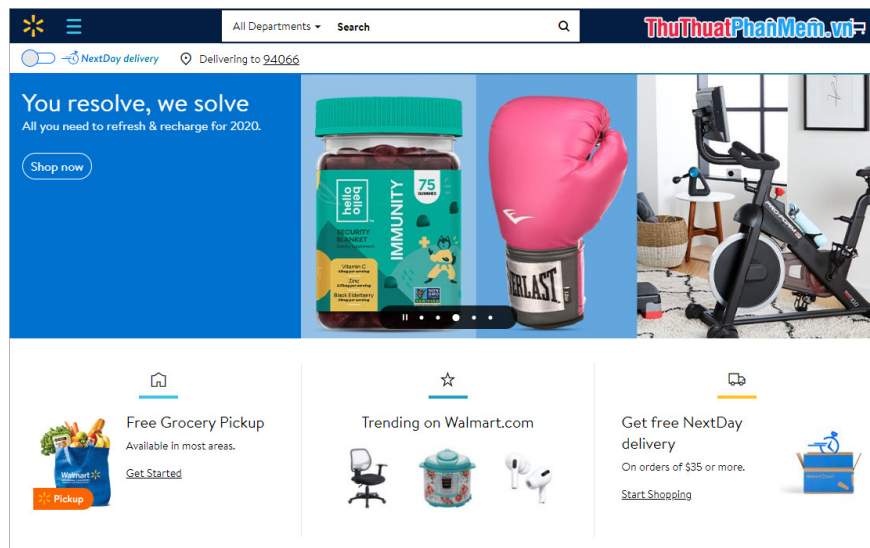 All Departments
Search
ThuThuatPhanMem.vn
NextDay delivery
Delivering to 94066
You resolve, we solve
All you need to refresh & recharge for 2020.
Shop now
hello
bello
75
GUMMIES
IMMUNITY
SECURITY
BLANKET
Vitamin C
Zinc
Black Elderberry
EVERLAST
PRO-FORM
Free Grocery Pickup
Available in most areas.
Get Started
Walmart
Pickup
Trending on Walmart.com
Get free NextDay
delivery
On orders of $35 or more.
Start Shopping